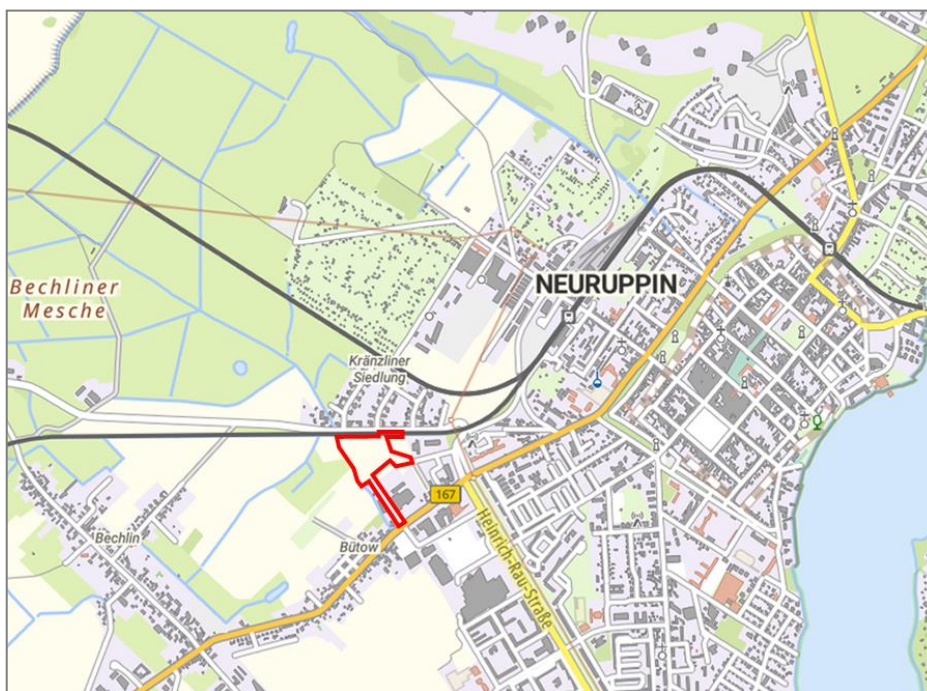 NEURUPPIN
Bechliner
Mesche
Kränzliner
Siedlung
167
Heinrich-Rau-Straße
Bechlin
Bütow